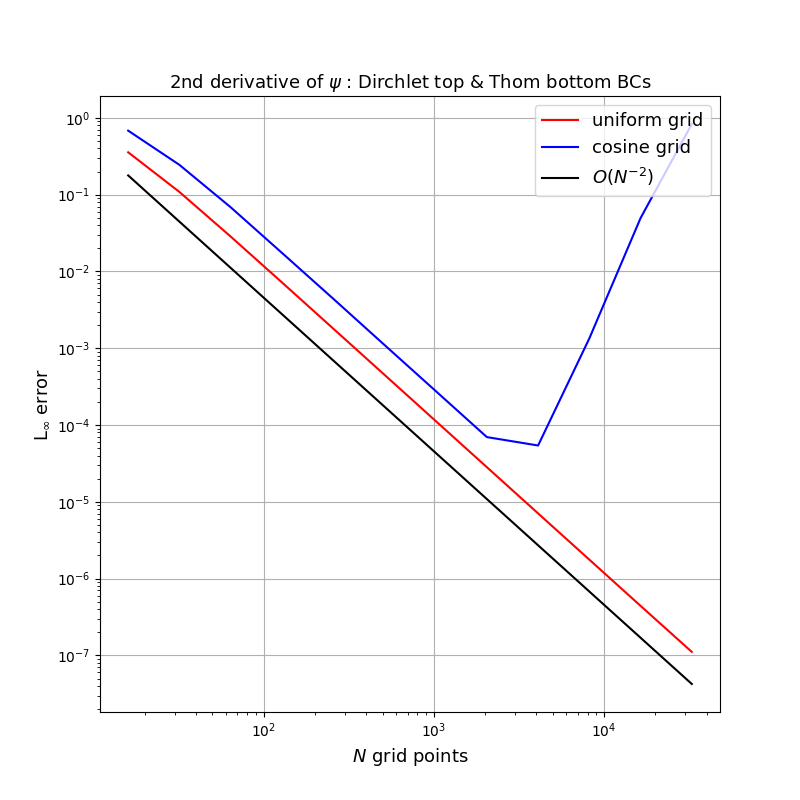 2nd derivative of ψ : Dirchlet top & Thom bottom BCs
uniform grid
cosine grid
O(N⁻²)
10⁰
10⁻¹
10⁻²
10⁻³
10⁻⁴
10⁻⁵
10⁻⁶
10⁻⁷
L∞ error
10² 10³ 10⁴
N grid points